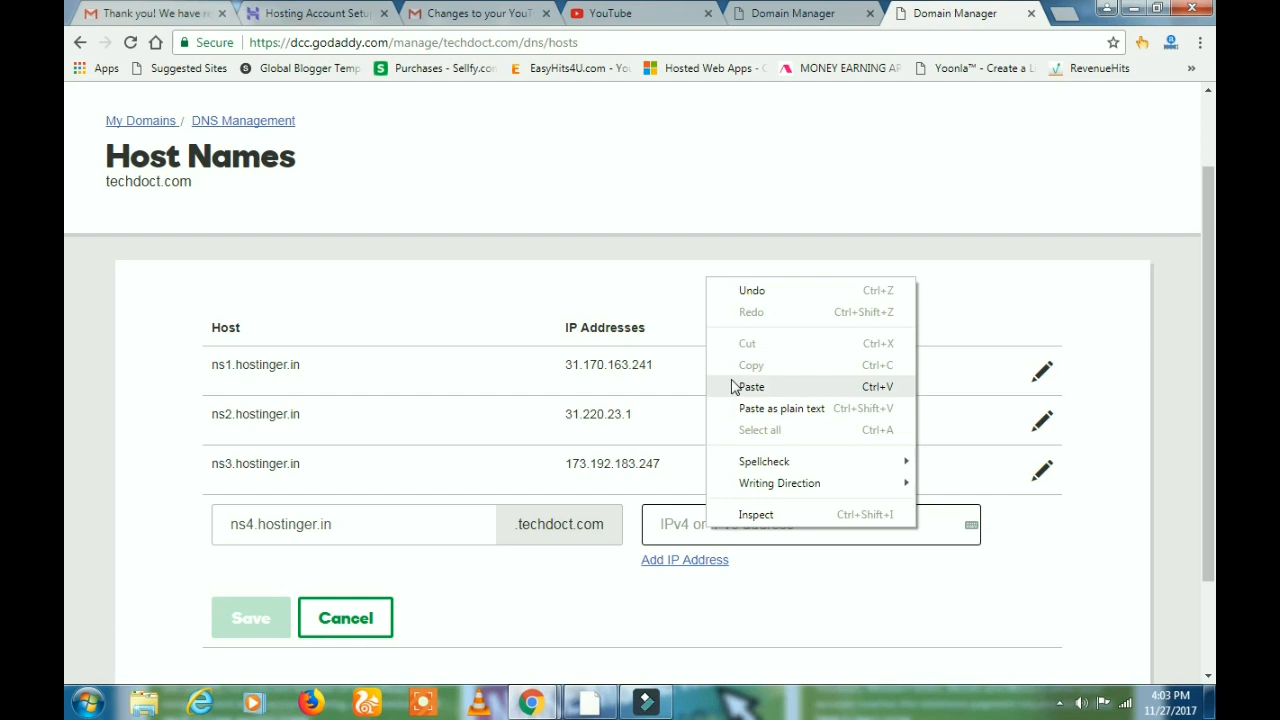 Thank you! We have re
Hosting Account Setu
Changes to your YouT
YouTube
Domain Manager
Domain Manager
Secure
https://dcc.godaddy.com/manage/techdoct.com/dns/hosts
Apps
Suggested Sites
Global Blogger Temp
Purchases - Sellfy.co
EasyHits4U.com - Yo
Hosted Web Apps -
MONEY EARNING AP
Yoonla™ - Create a Li
RevenueHits
»
My Domains / DNS Management
Host Names
techdoct.com
Host IP Addresses
ns1.hostinger.in 31.170.163.241
ns2.hostinger.in 31.220.23.1
ns3.hostinger.in 173.192.183.247
ns4.hostinger.in .techdoct.com IPv4 or
Add IP Address
Save Cancel
Undo Ctrl+Z
Redo Ctrl+Shift+Z
Cut Ctrl+X
Copy Ctrl+C
Paste Ctrl+V
Paste as plain text Ctrl+Shift+V
Select all Ctrl+A
Spellcheck
Writing Direction
Inspect Ctrl+Shift+I
4:03 PM
11/27/2017